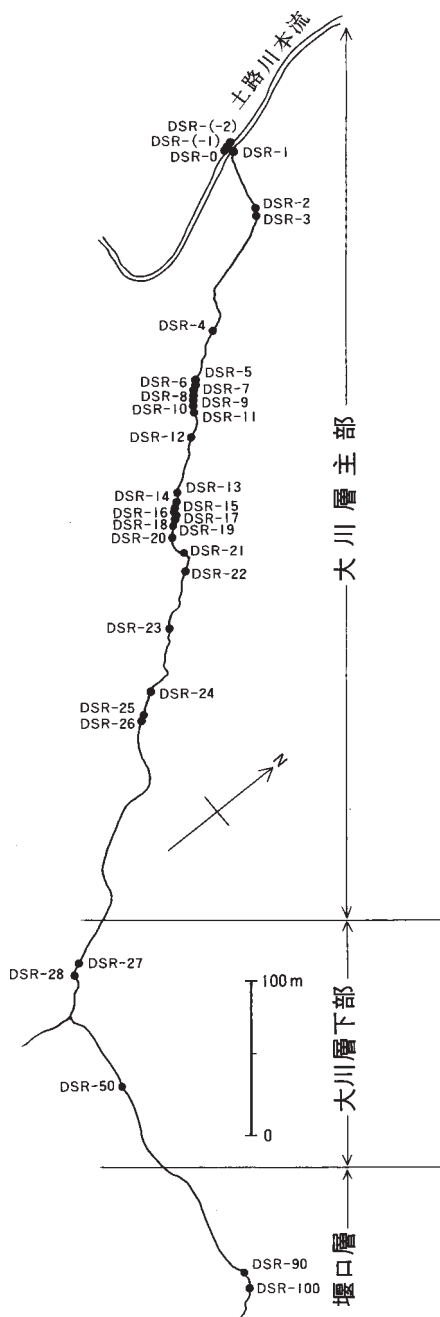 土路川本流
DSR-(-2)
DSR-(-1)
DSR-0
DSR-1
DSR-2
DSR-3
DSR-4
DSR-5
DSR-6
DSR-7
DSR-8
DSR-9
DSR-10
DSR-11
DSR-12
DSR-13
DSR-14
DSR-15
DSR-16
DSR-17
DSR-18
DSR-19
DSR-20
DSR-21
DSR-22
大川層主部
DSR-23
DSR-24
DSR-25
DSR-26
N
DSR-27
DSR-28
100m
0
大川層下部
DSR-50
DSR-90
DSR-100
堰口層